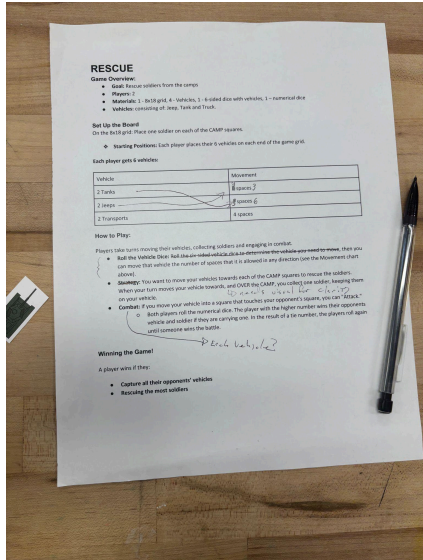 RESCUE
Game Overview:
● Goal: Rescue soldiers from the camps
● Players: 2
● Materials: 1 - 8x18 grid, 4 - Vehicles, 1 - 6-sided dice with vehicles, 1 – numerical dice
● Vehicles: consisting of: Jeep, Tank and Truck.
Set Up the Board
On the 8x18 grid: Place one soldier on each of the CAMP squares.
❖ Starting Positions: Each player places their 5 vehicles on each end of the game grid.
Each player gets 6 vehicles:
Vehicle Movement
2 Tanks spaces 3
2 Jeeps spaces 6
2 Transports 4 spaces
How to Play:
Players take turns moving their vehicles, collecting soldiers and engaging in combat.
● Roll the Vehicle Dice: Roll the six-sided vehicle dice to determine the vehicle you need to move, then you
can move that vehicle the number of spaces that it is allowed in any direction (see the Movement chart
above).
● Strategy: You want to move your vehicles towards each of the CAMP squares to rescue the soldiers.
When your turn moves your vehicle towards, and OVER the CAMP, you collect one soldier, keeping them
on your vehicle.
visual for clarity
● Combat: if you move your vehicle into a square that touches your opponent's square, you can "Attack."
○ Both players roll the numerical dice. The player with the higher number wins their opponents
vehicle and soldier if they are carrying one. In the result of a tie number, the players roll again
until someone wins the battle.
Each vehicle?
Winning the Game!
A player wins if they:
● Capture all their opponents' vehicles
● Rescuing the most soldiers